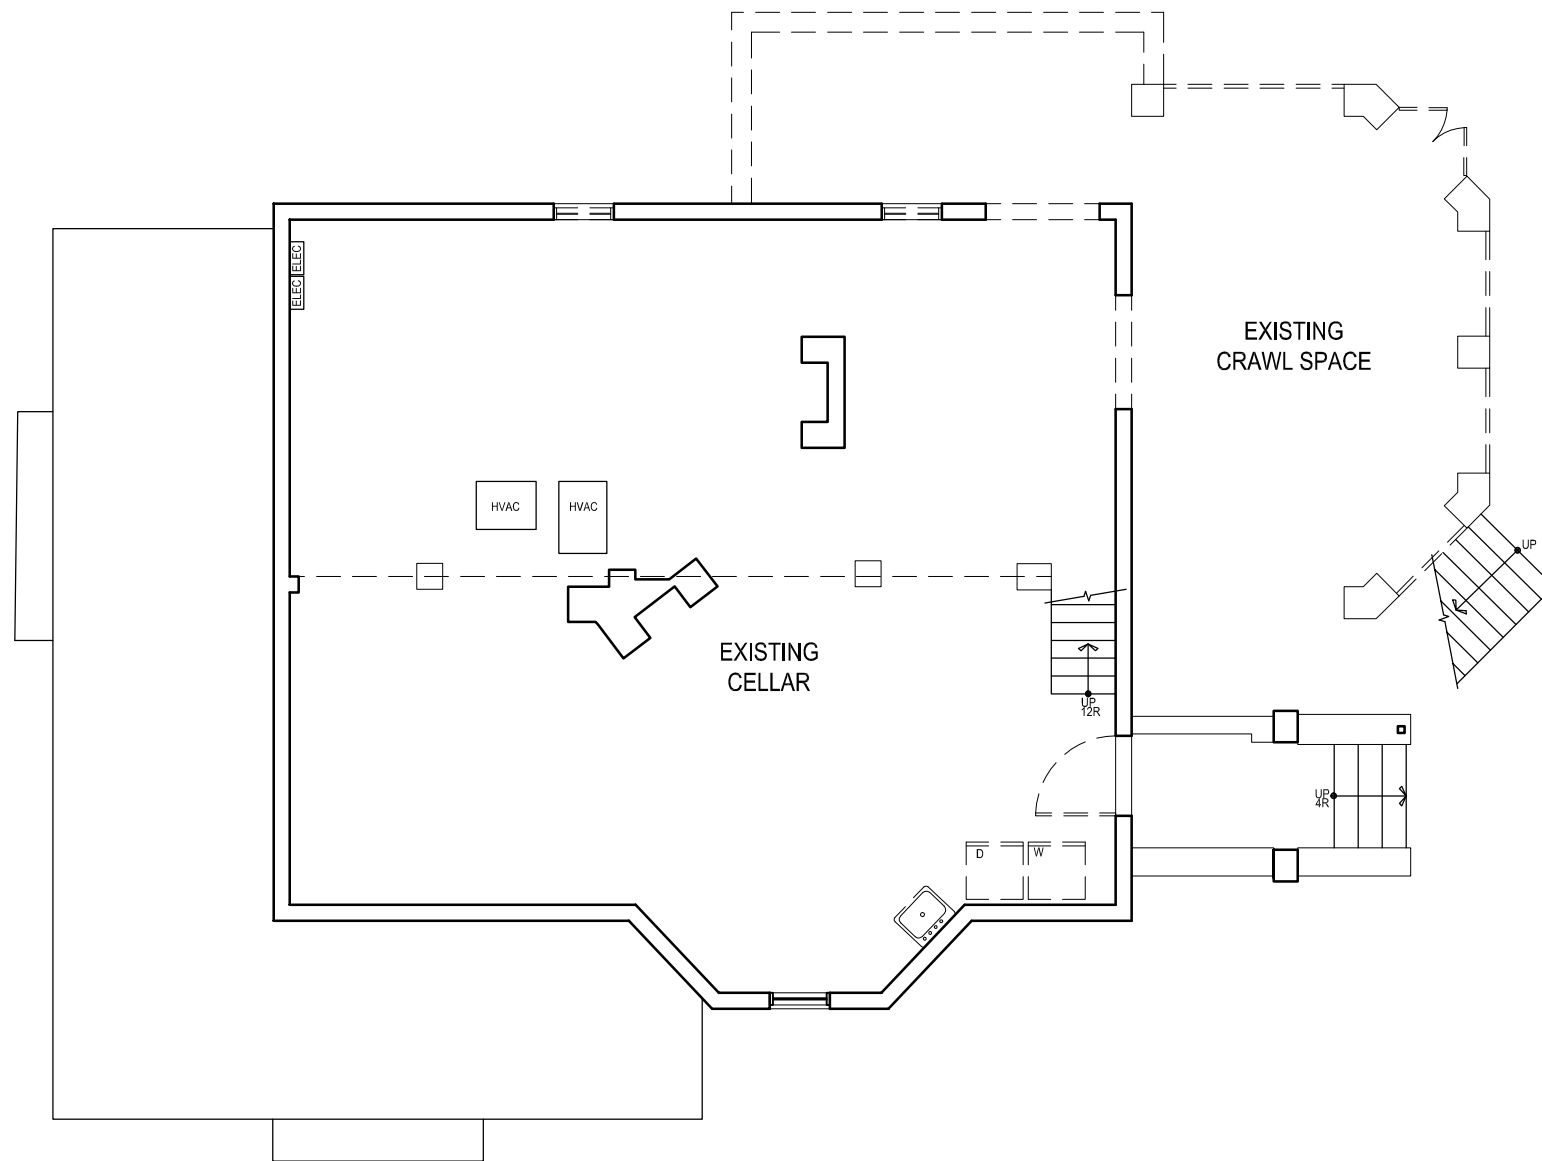 ELEC
ELEC
EXISTING
CRAWL SPACE
HVAC
HVAC
UP
EXISTING
CELLAR
UP
12R
UP
4R
D
W